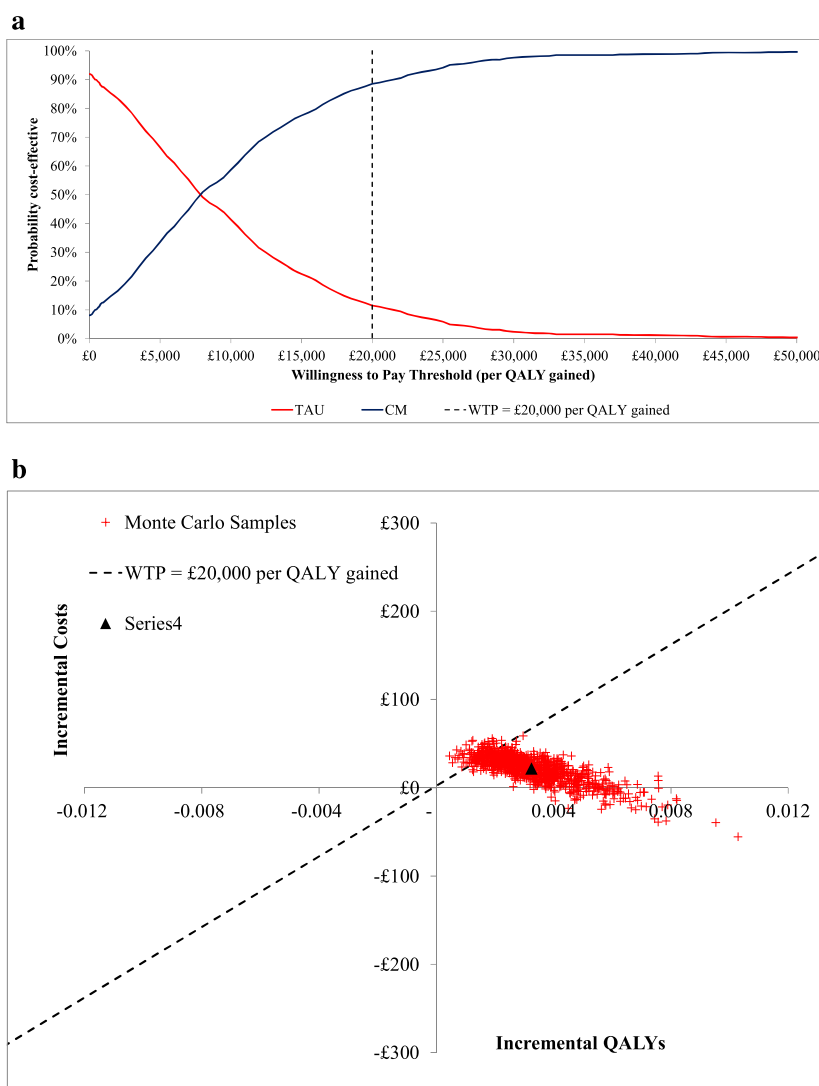 a
100%
90%
80%
70%
60%
50%
40%
30%
20%
10%
0%
Probability cost-effective
£0 £5,000 £10,000 £15,000 £20,000 £25,000 £30,000 £35,000 £40,000 £45,000 £50,000
Willingness to Pay Threshold (per QALY gained)
TAU CM WTP = £20,000 per QALY gained
b
Monte Carlo Samples
WTP = £20,000 per QALY gained
Series4
Incremental Costs
£300
£200
£100
£0
-0.012 -0.008 -0.004 - 0.004 0.008 0.012
-£100
-£200
-£300
Incremental QALYs